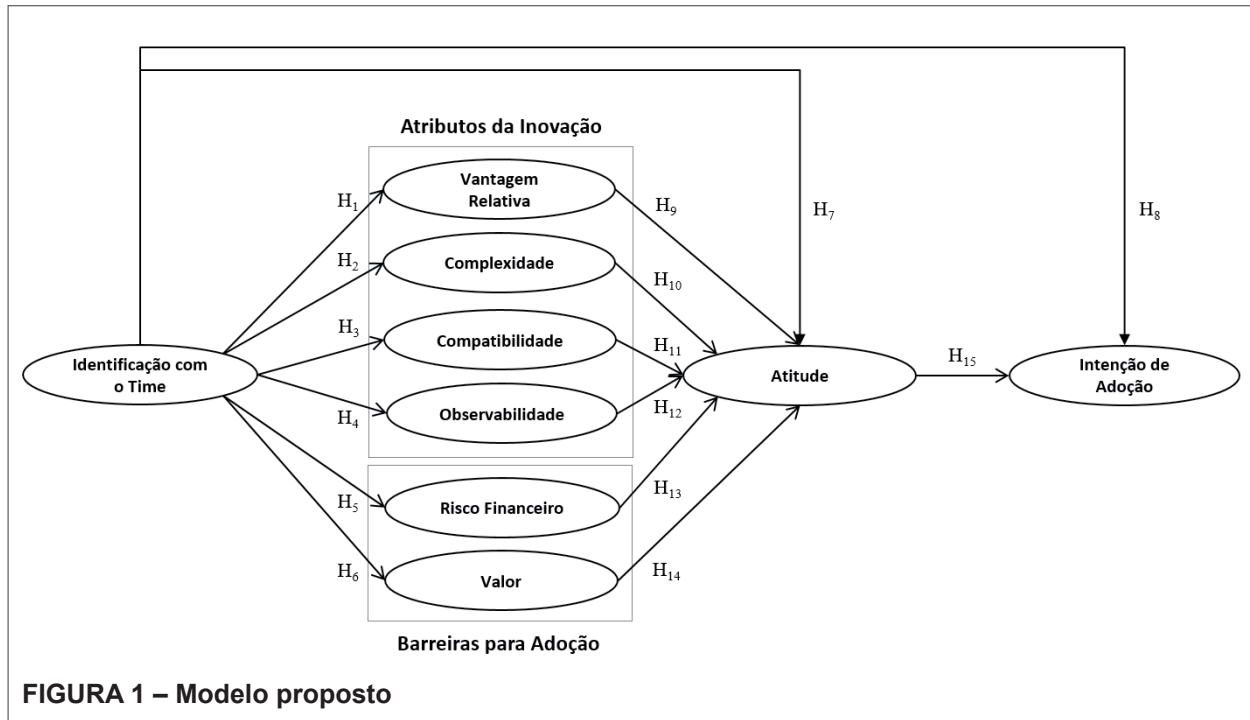 Atributos da Inovação
Vantagem
Relativa
Complexidade
Compatibilidade
Observabilidade
Identificação com
o Time
Risco Financeiro
Valor
Barreiras para Adoção
Atitude
Intenção de
Adoção
H1
H2
H3
H4
H5
H6
H7
H8
H9
H10
H11
H12
H13
H14
H15
FIGURA 1 – Modelo proposto